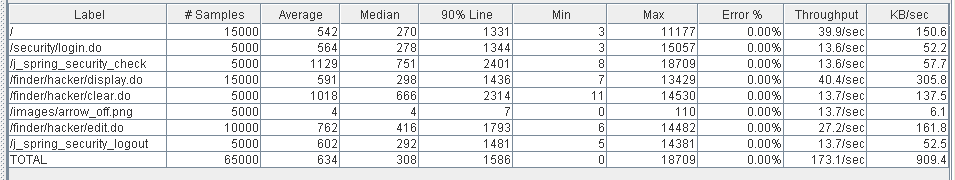 Label # Samples Average Median 90% Line Min Max Error % Throughput KB/sec
/ 15000 542 270 1331 3 11177 0.00% 39.9/sec 150.6
/security/login.do 5000 564 278 1344 3 15057 0.00% 13.6/sec 52.2
/j_spring_security_check 5000 1129 751 2401 8 18709 0.00% 13.6/sec 57.7
/finder/hacker/display.do 15000 591 298 1436 7 13429 0.00% 40.4/sec 305.8
/finder/hacker/clear.do 5000 1018 666 2314 11 14530 0.00% 13.7/sec 137.5
/images/arrow_off.png 5000 4 4 7 0 110 0.00% 13.7/sec 6.1
/finder/hacker/edit.do 10000 762 416 1793 6 14482 0.00% 27.2/sec 161.8
/j_spring_security_logout 5000 602 292 1481 5 14381 0.00% 13.7/sec 52.5
TOTAL 65000 634 308 1586 0 18709 0.00% 173.1/sec 909.4